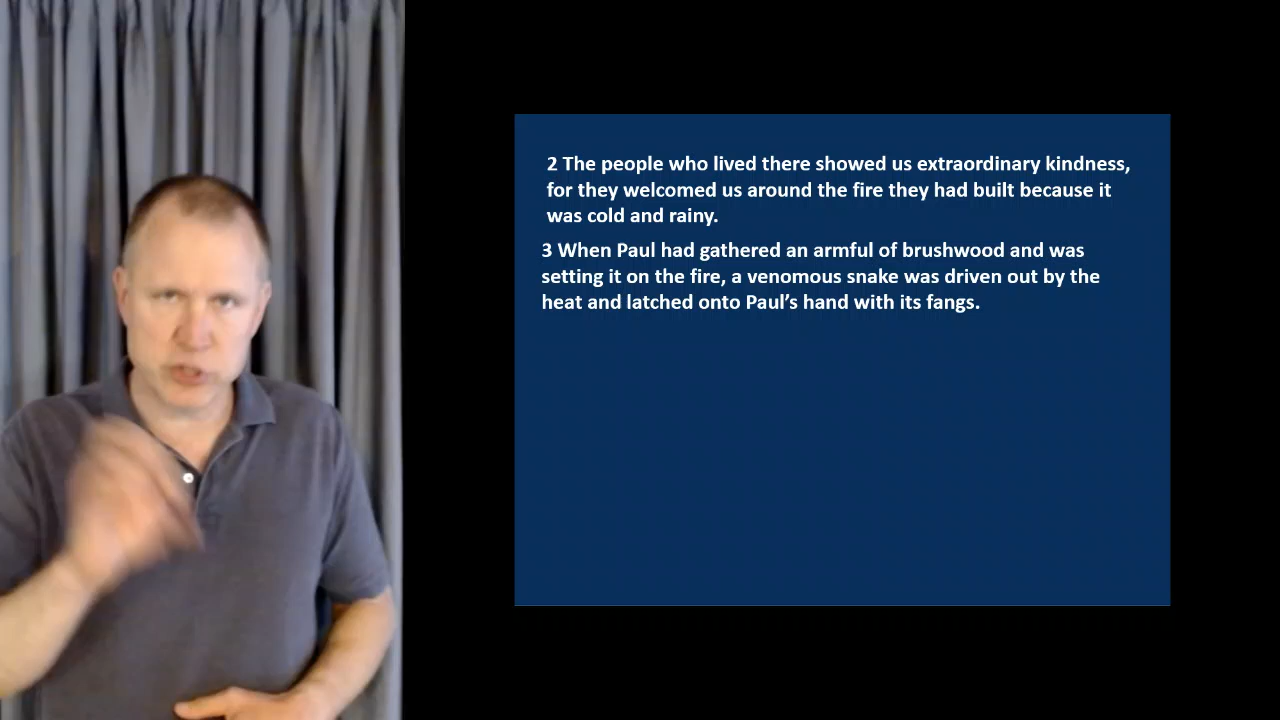 2 The people who lived there showed us extraordinary kindness,
for they welcomed us around the fire they had built because it
was cold and rainy.
3 When Paul had gathered an armful of brushwood and was
setting it on the fire, a venomous snake was driven out by the
heat and latched onto Paul’s hand with its fangs.